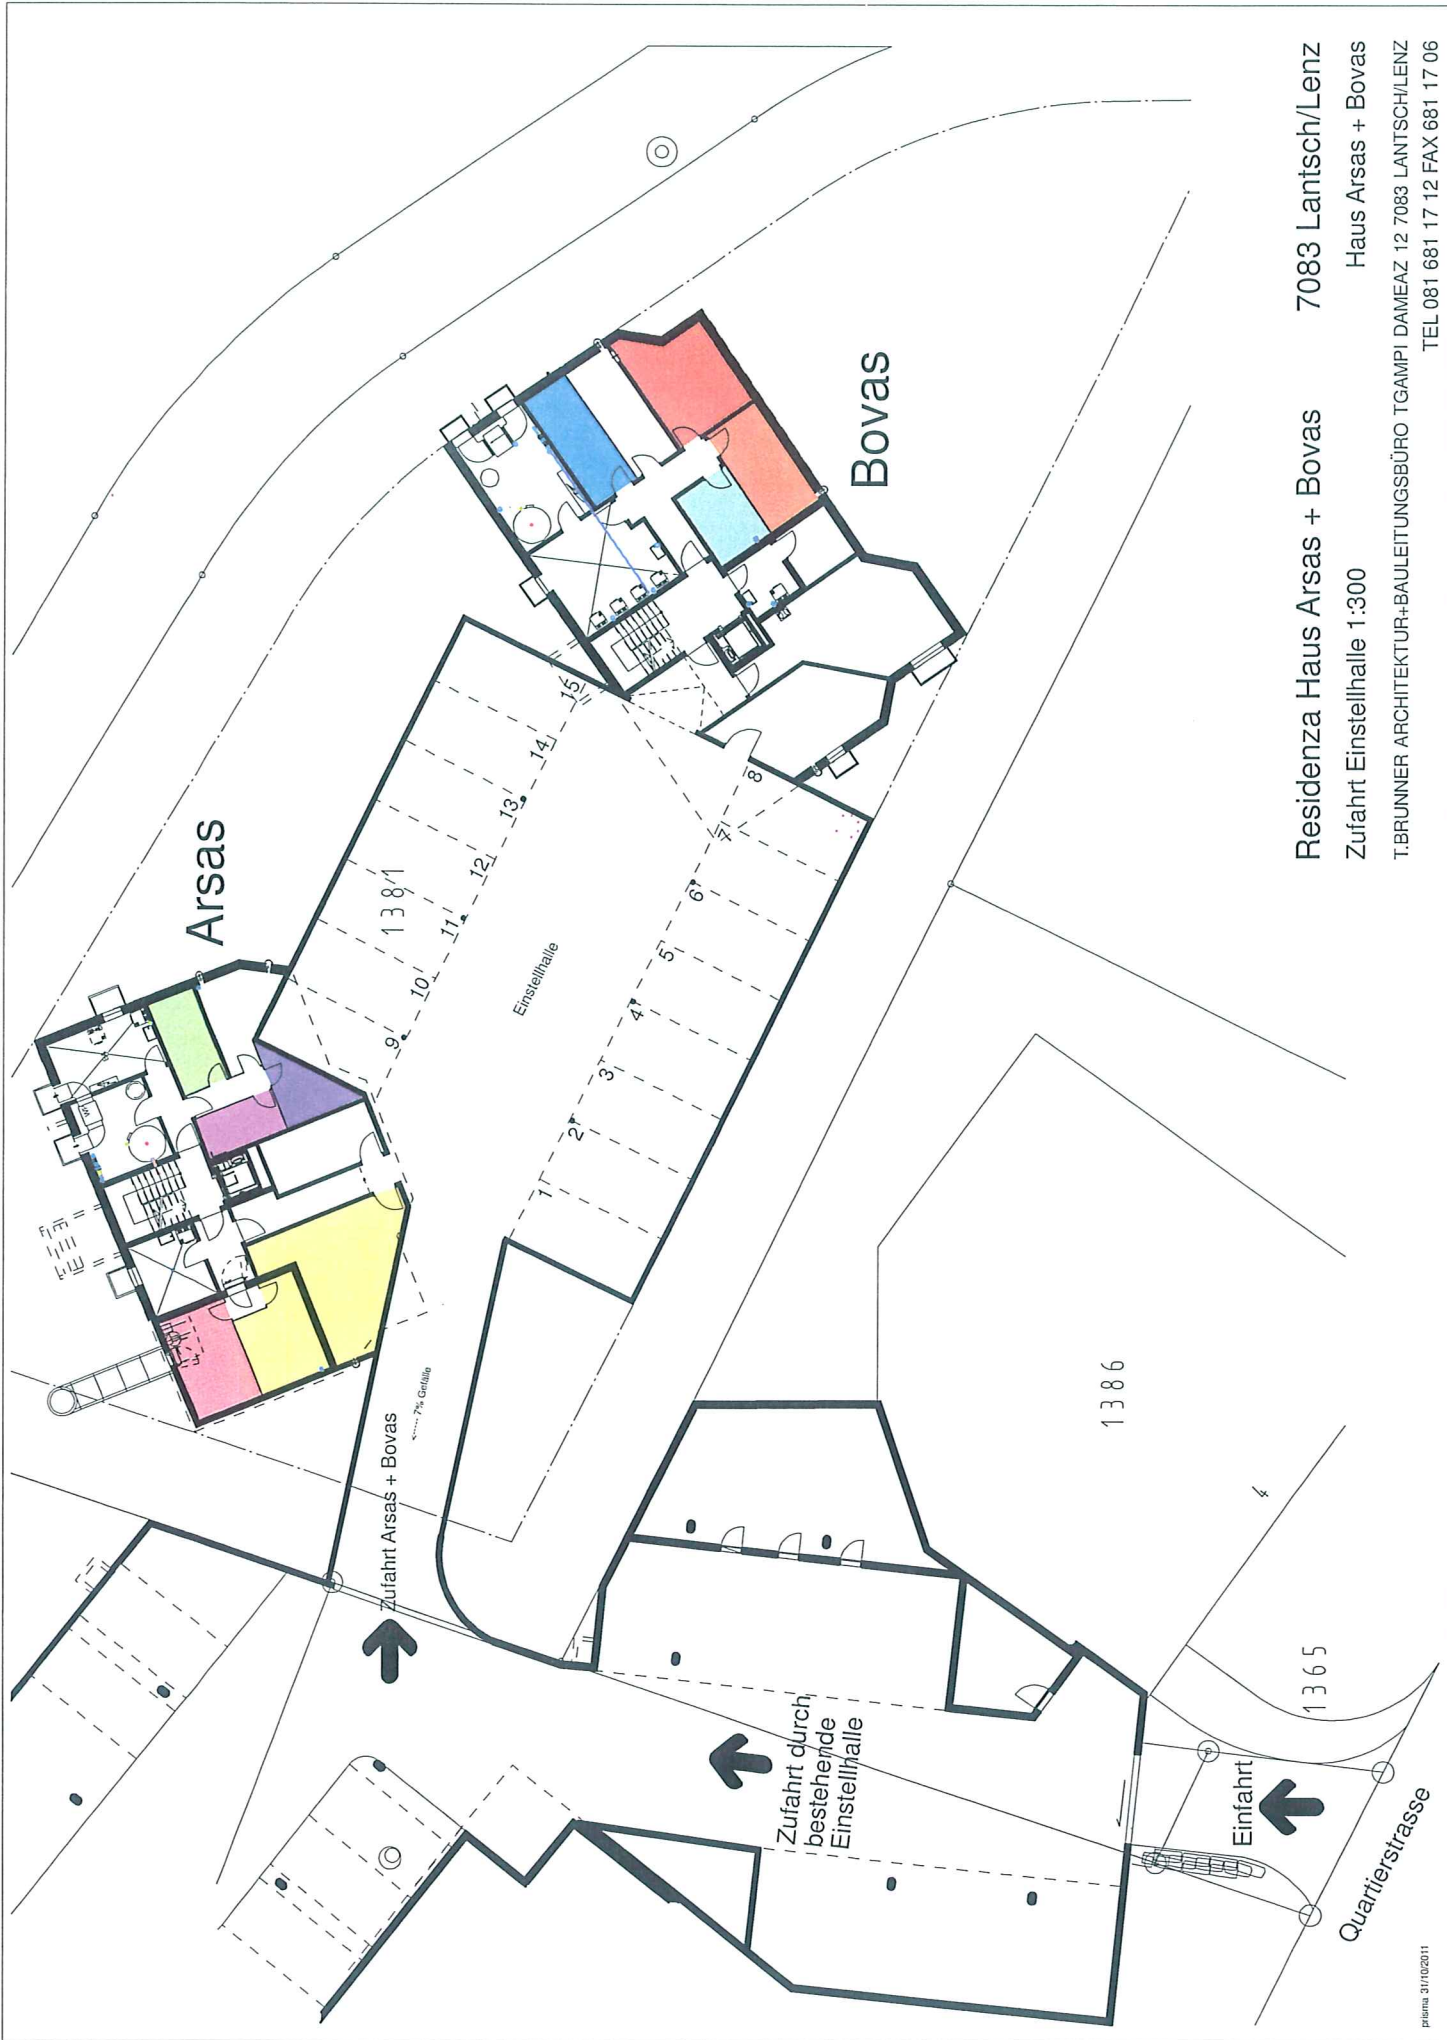 Arsas
Bovas
1381
15
14
13
12
11
10
9
Einstellhalle
8
7
6
5
4
3
2
1
7% Gefälle
Zufahrt Arsas + Bovas
1386
4
1365
Zufahrt durch
bestehende
Einstellhalle
Einfahrt
Quartierstrasse
Residenza Haus Arsas + Bovas 7083 Lantsch/Lenz
Zufahrt Einstellhalle 1:300 Haus Arsas + Bovas
T.BRUNNER ARCHITEKTUR+BAULEITUNGSBÜRO TGAMPI DAMEAZ 12 7083 LANTSCH/LENZ
TEL 081 681 17 12 FAX 681 17 06
prisma 31/10/2011